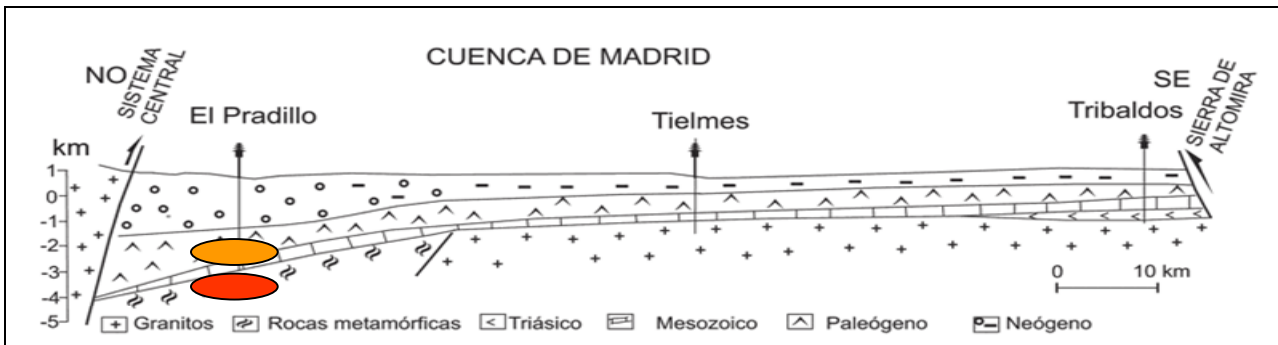 CUENCA DE MADRID
NO
SISTEMA
CENTRAL
SE
SIERRA DE
ALTOMIRA
El Pradillo
Tielmes
Tribaldos
km
1
0
-1
-2
-3
-4
-5
0 10 km
Granitos Rocas metamórficas Triásico Mesozoico Paleógeno Neógeno